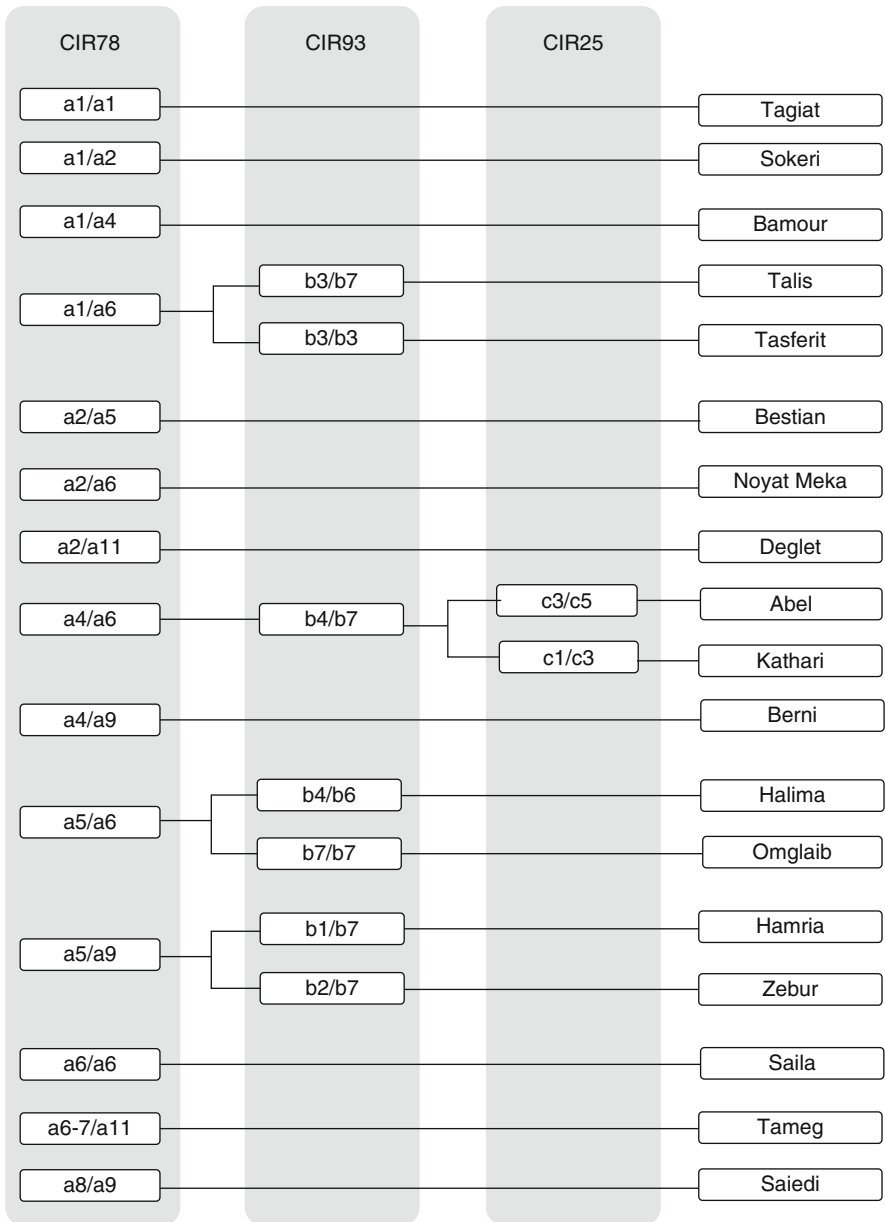 CIR78 CIR93 CIR25
a1/a1 Tagiat
a1/a2 Sokeri
a1/a4 Bamour
a1/a6
b3/b7 Talis
b3/b3 Tasferit
a2/a5 Bestian
a2/a6 Noyat Meka
a2/a11 Deglet
a4/a6 b4/b7
c3/c5 Abel
c1/c3 Kathari
a4/a9 Berni
a5/a6
b4/b6 Halima
b7/b7 Omglaib
a5/a9
b1/b7 Hamria
b2/b7 Zebur
a6/a6 Saila
a6-7/a11 Tameg
a8/a9 Saiedi